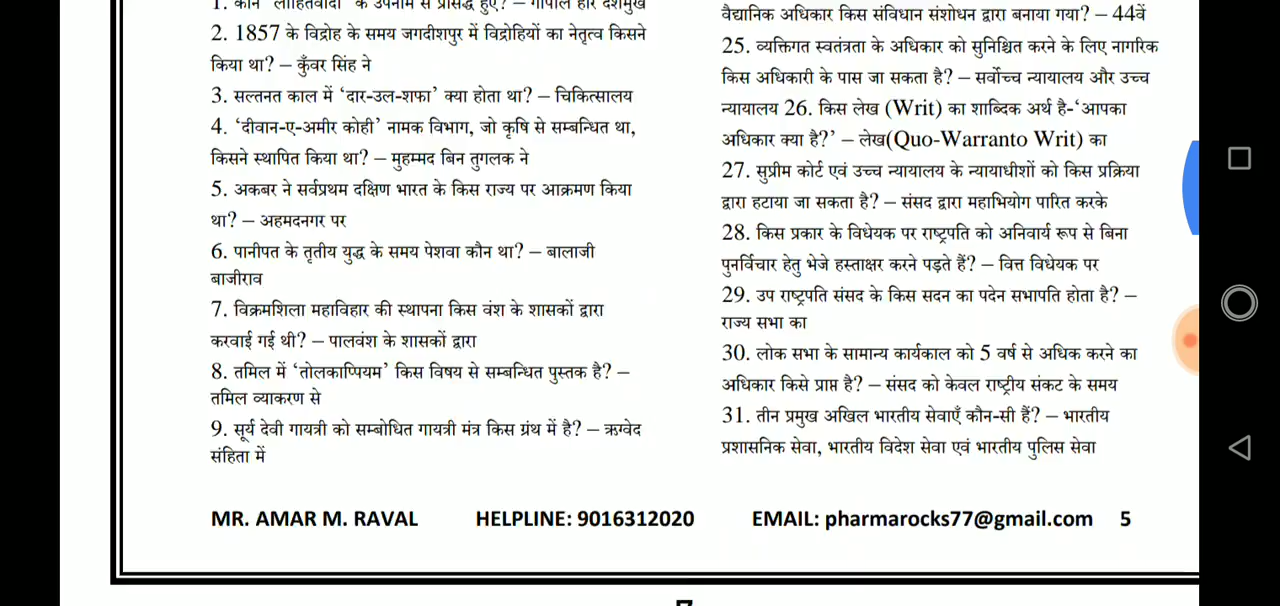 1. कौन 'लोहितवादी' के उपनाम से प्रसिद्ध हुए? – गोपाल हरि देशमुख
2. 1857 के विद्रोह के समय जगदीशपुर में विद्रोहियों का नेतृत्व किसने
किया था? – कुँवर सिंह ने
3. सल्तनत काल में 'दार-उल-शफा' क्या होता था? – चिकित्सालय
4. 'दीवान-ए-अमीर कोही' नामक विभाग, जो कृषि से सम्बन्धित था,
किसने स्थापित किया था? – मुहम्मद बिन तुगलक ने
5. अकबर ने सर्वप्रथम दक्षिण भारत के किस राज्य पर आक्रमण किया
था? – अहमदनगर पर
6. पानीपत के तृतीय युद्ध के समय पेशवा कौन था? – बालाजी
बाजीराव
7. विक्रमशिला महाविहार की स्थापना किस वंश के शासकों द्वारा
करवाई गई थी? – पालवंश के शासकों द्वारा
8. तमिल में 'तोलकाप्पियम' किस विषय से सम्बन्धित पुस्तक है? –
तमिल व्याकरण से
9. सूर्य देवी गायत्री को सम्बोधित गायत्री मंत्र किस ग्रंथ में है? – ऋग्वेद
संहिता में
वैद्यानिक अधिकार किस संविधान संशोधन द्वारा बनाया गया? – 44वें
25. व्यक्तिगत स्वतंत्रता के अधिकार को सुनिश्चित करने के लिए नागरिक
किस अधिकारी के पास जा सकता है? – सर्वोच्च न्यायालय और उच्च
न्यायालय 26. किस लेख (Writ) का शाब्दिक अर्थ है-'आपका
अधिकार क्या है?' – लेख(Quo-Warranto Writ) का
27. सुप्रीम कोर्ट एवं उच्च न्यायालय के न्यायाधीशों को किस प्रक्रिया
द्वारा हटाया जा सकता है? – संसद द्वारा महाभियोग पारित करके
28. किस प्रकार के विधेयक पर राष्ट्रपति को अनिवार्य रूप से बिना
पुनर्विचार हेतु भेजे हस्ताक्षर करने पड़ते हैं? – वित्त विधेयक पर
29. उप राष्ट्रपति संसद के किस सदन का पदेन सभापति होता है? –
राज्य सभा का
30. लोक सभा के सामान्य कार्यकाल को 5 वर्ष से अधिक करने का
अधिकार किसे प्राप्त है? – संसद को केवल राष्ट्रीय संकट के समय
31. तीन प्रमुख अखिल भारतीय सेवाएँ कौन-सी हैं? – भारतीय
प्रशासनिक सेवा, भारतीय विदेश सेवा एवं भारतीय पुलिस सेवा
MR. AMAR M. RAVAL HELPLINE: 9016312020 EMAIL: pharmarocks77@gmail.com 5